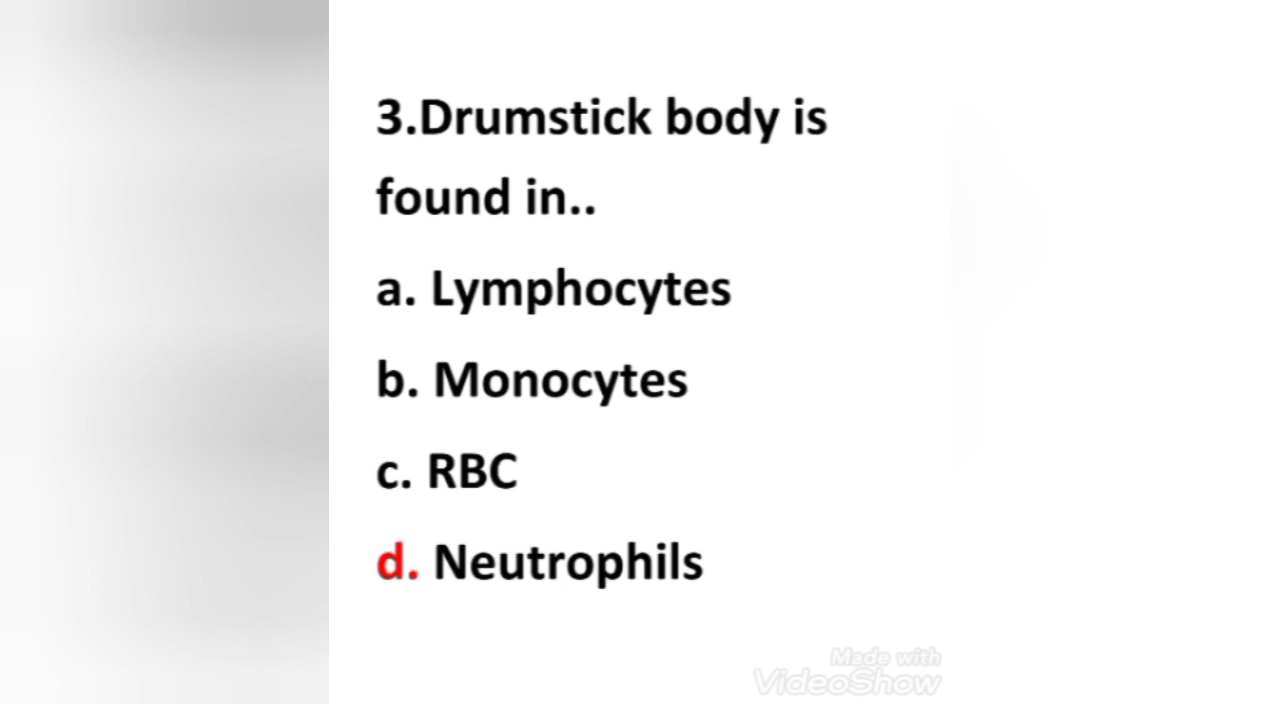 3.Drumstick body is
found in..
a. Lymphocytes
b. Monocytes
c. RBC
d. Neutrophils
Made with
VideoShow